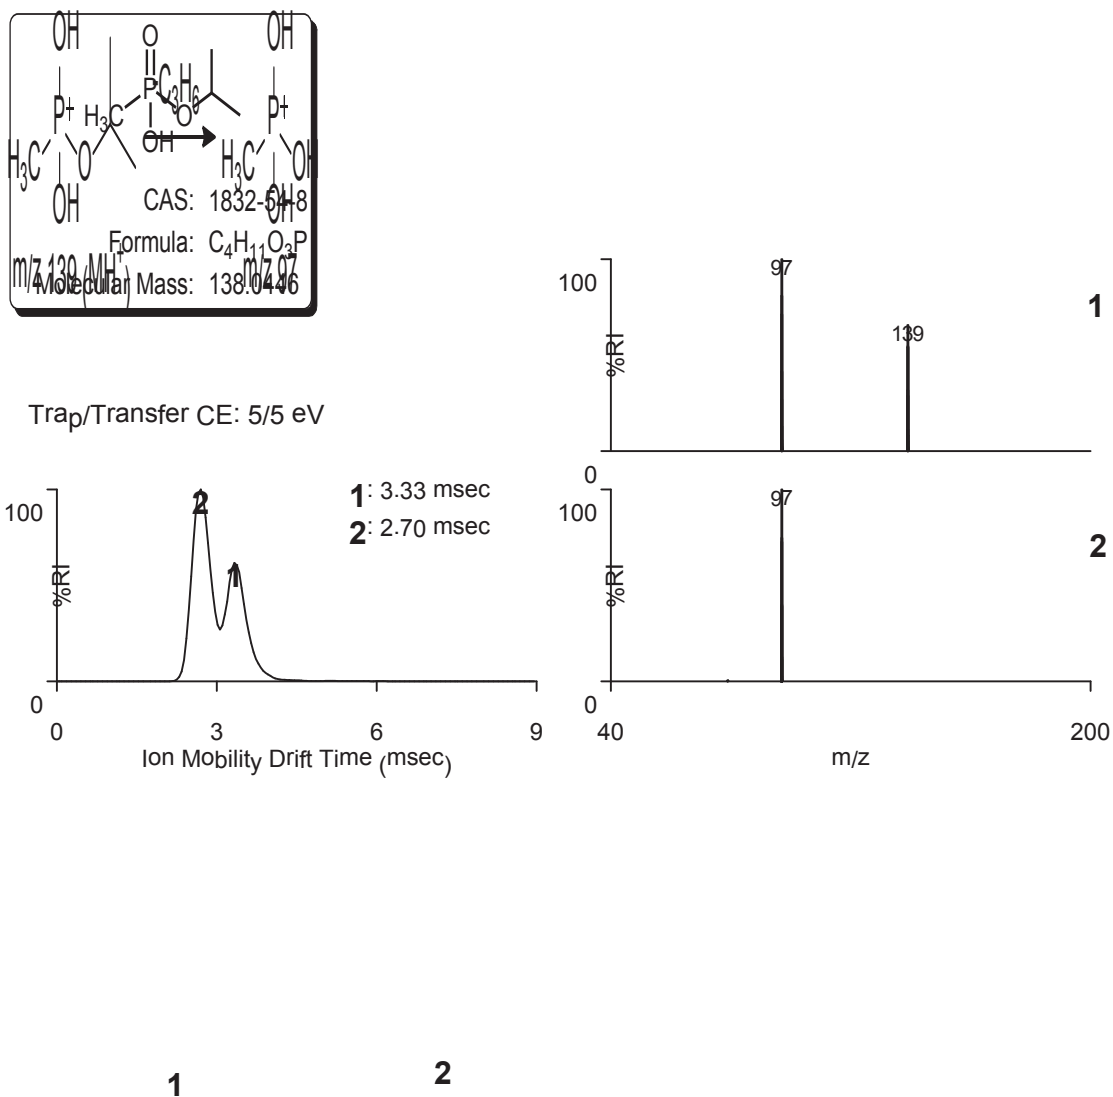 OH
OH
O
P
C3H6
P+
P+
H3C
O
OH
H3C
O
H3C
OH
OH
OH
CAS: 1832-54-8
Formula: C4H11O3P
m/z 139 (MH+)
m/z 97
Molecular Mass: 138.0446
Trap/Transfer CE: 5/5 eV
100
97
139
1
%RI
0
100
2
1
1: 3.33 msec
2: 2.70 msec
%RI
0
0
3
6
9
Ion Mobility Drift Time (msec)
100
97
2
%RI
0
40
200
m/z
1
2